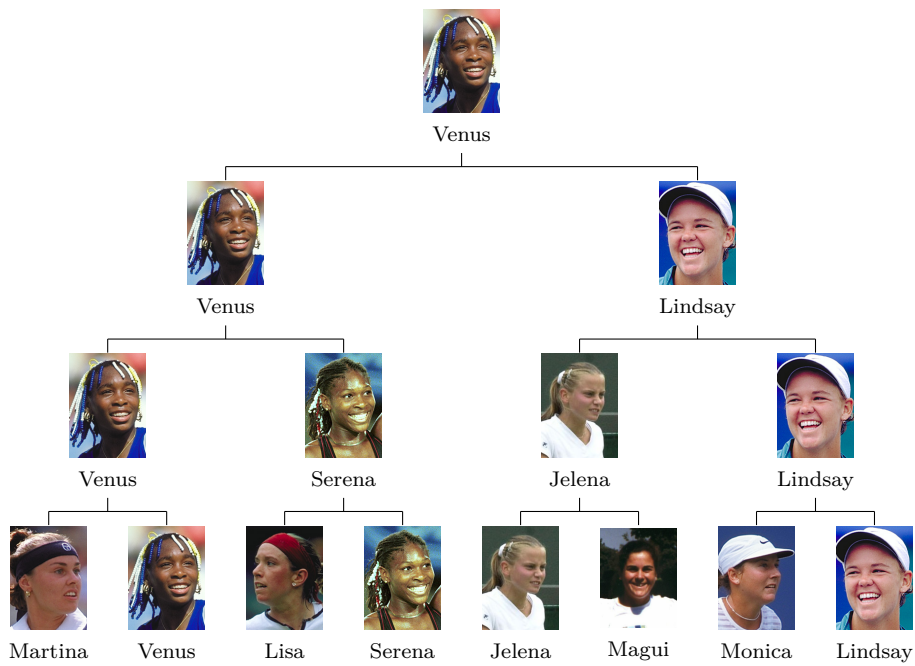 Venus
Venus
Lindsay
Venus
Serena
Jelena
Lindsay
Martina
Venus
Lisa
Serena
Jelena
Magui
Monica
Lindsay